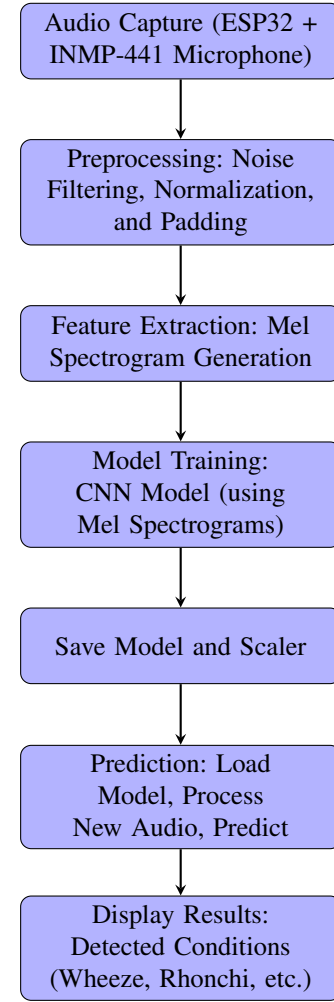 Audio Capture (ESP32 +
INMP-441 Microphone)
Preprocessing: Noise
Filtering, Normalization,
and Padding
Feature Extraction: Mel
Spectrogram Generation
Model Training:
CNN Model (using
Mel Spectrograms)
Save Model and Scaler
Prediction: Load
Model, Process
New Audio, Predict
Display Results:
Detected Conditions
(Wheeze, Rhonchi, etc.)